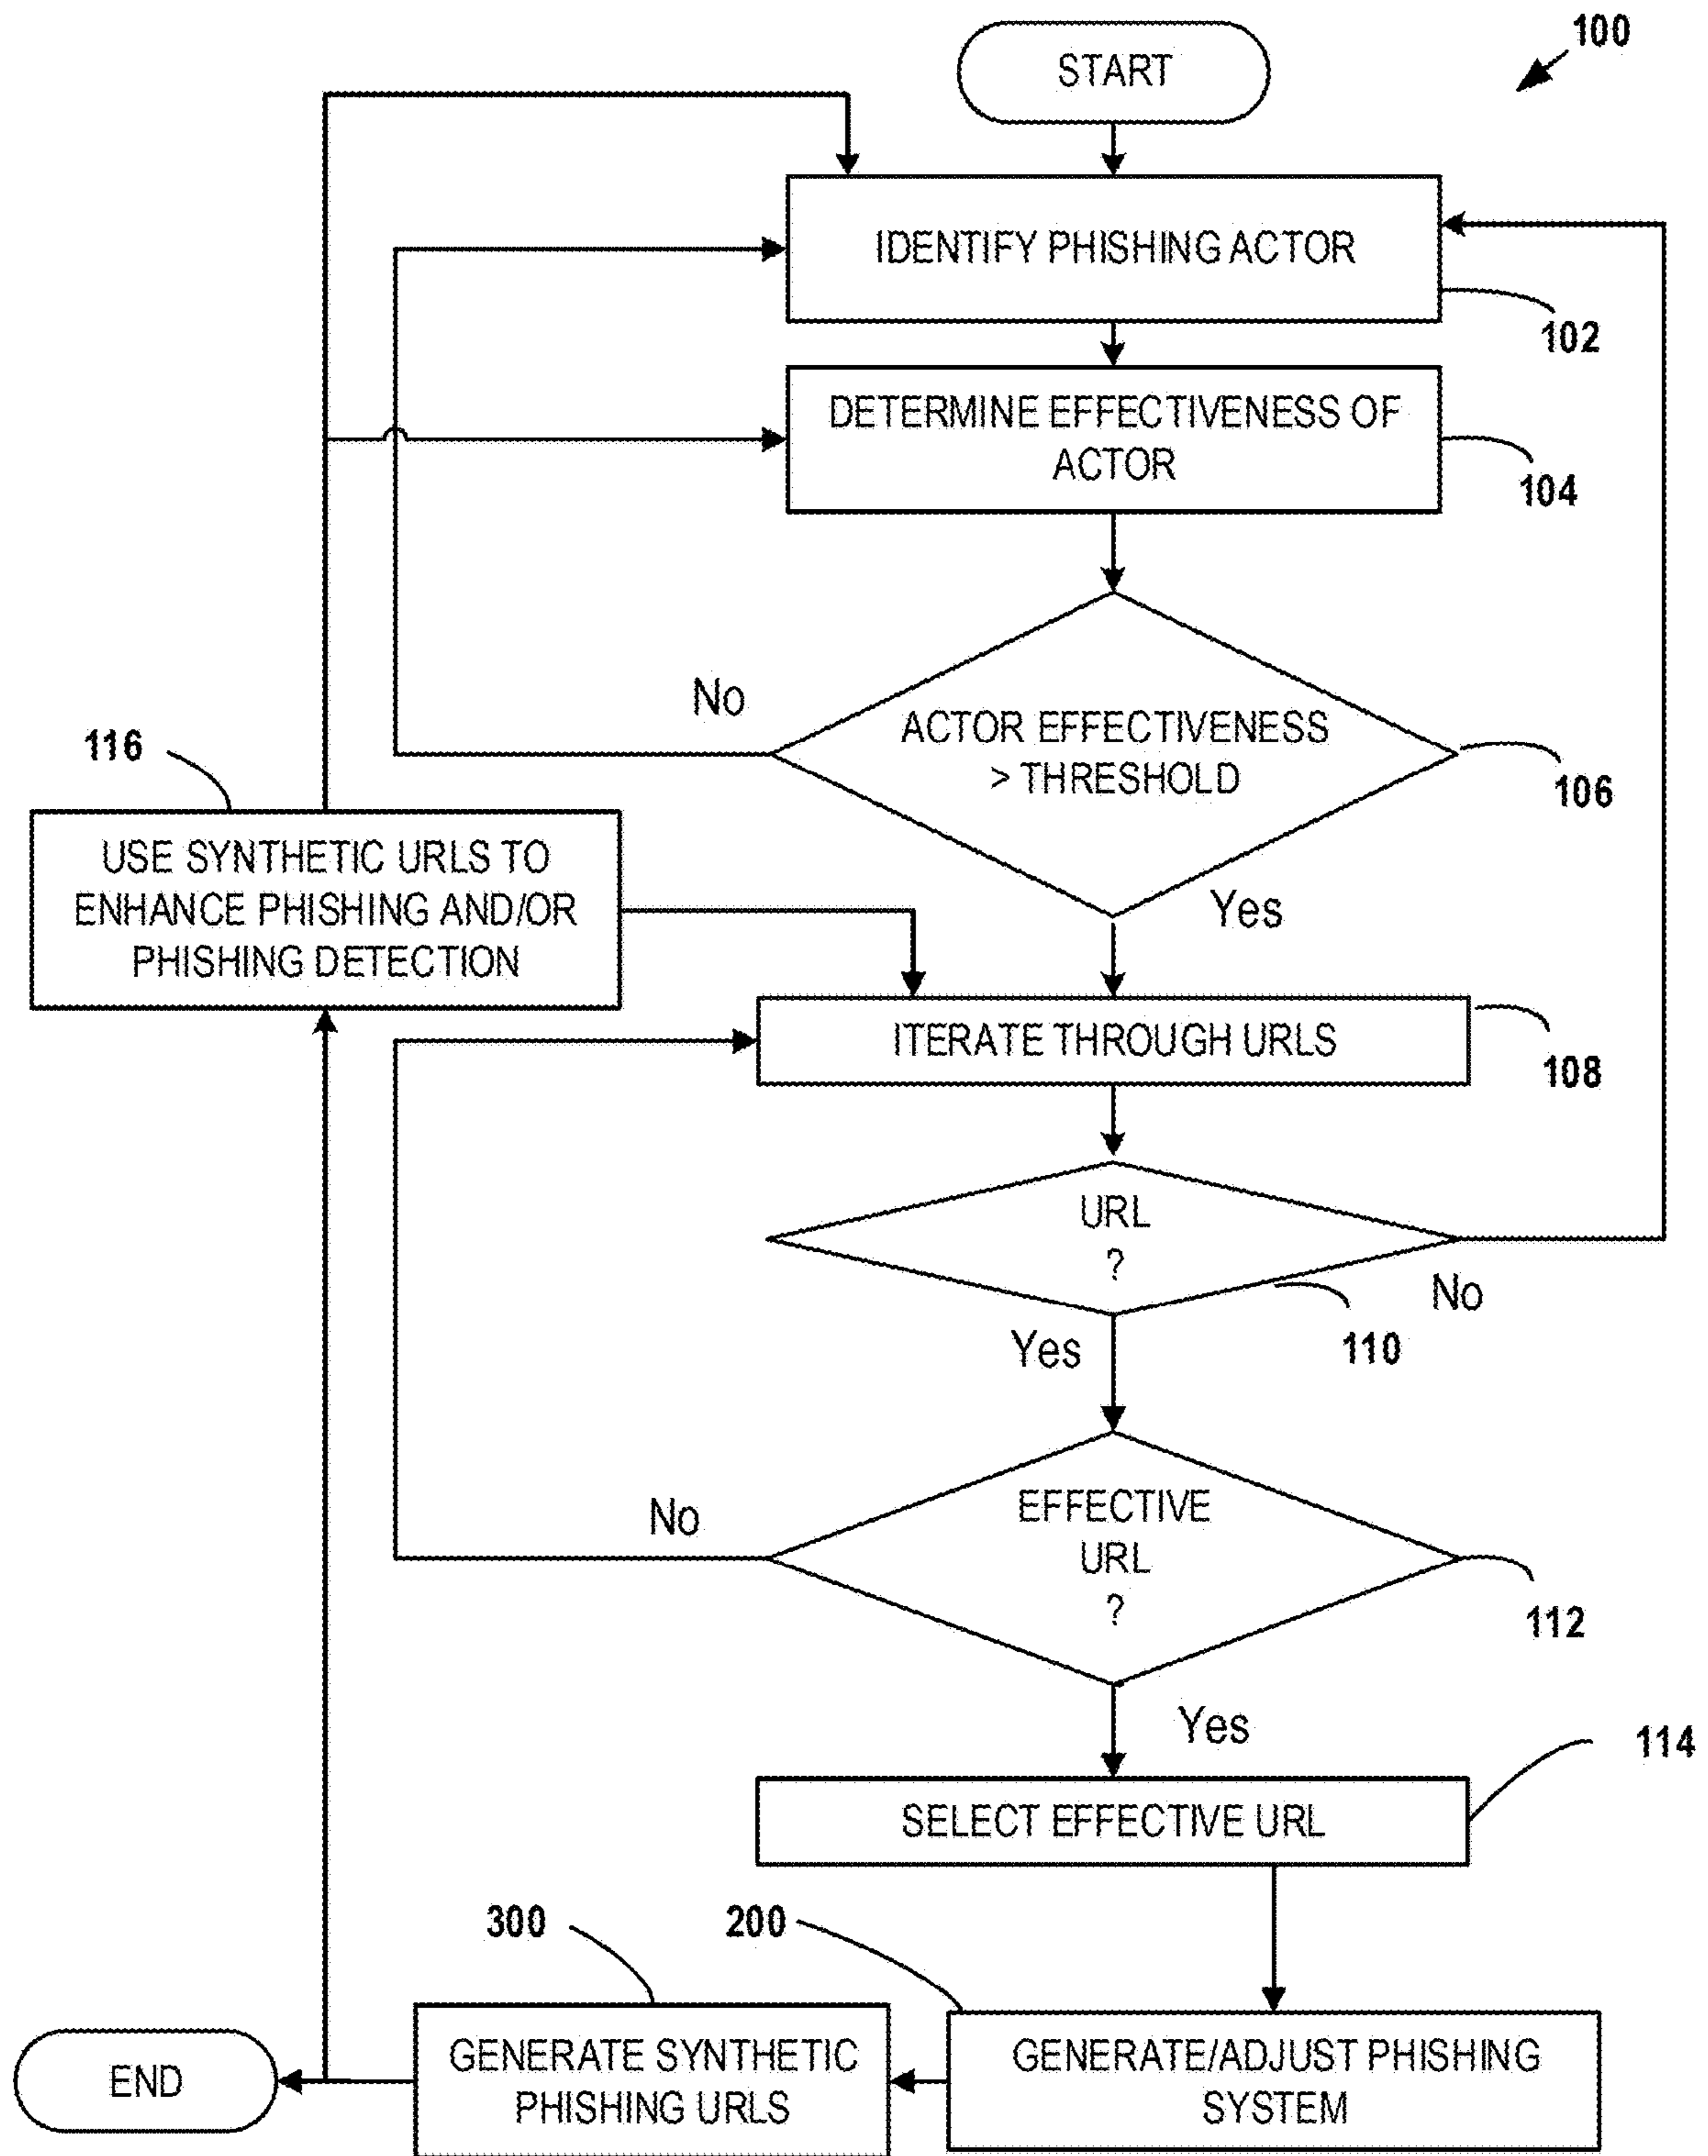 100
START
IDENTIFY PHISHING ACTOR
102
DETERMINE EFFECTIVENESS OF
ACTOR
104
No
ACTOR EFFECTIVENESS
> THRESHOLD
106
Yes
116
USE SYNTHETIC URLS TO
ENHANCE PHISHING AND/OR
PHISHING DETECTION
ITERATE THROUGH URLS
108
URL
?
No
110
Yes
EFFECTIVE
URL
?
No
112
Yes
114
SELECT EFFECTIVE URL
300
200
END
GENERATE SYNTHETIC
PHISHING URLS
GENERATE/ADJUST PHISHING
SYSTEM